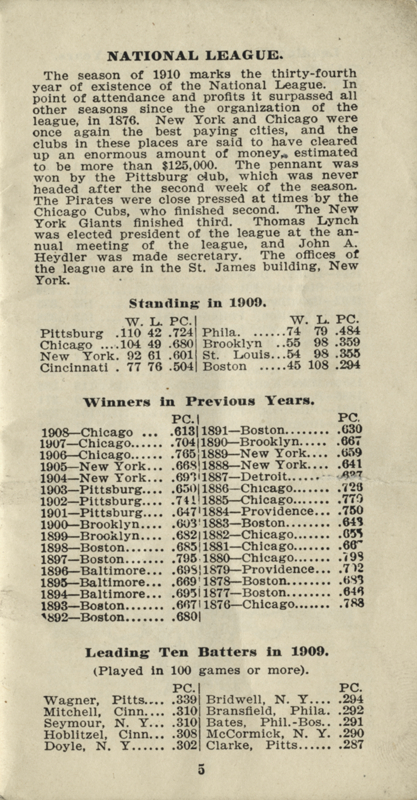 NATIONAL LEAGUE.
The season of 1910 marks the thirty-fourth
year of existence of the National League. In
point of attendance and profits it surpassed all
other seasons since the organization of the
league, in 1876. New York and Chicago were
once again the best paying cities, and the
clubs in these places are said to have cleared
up an enormous amount of money, estimated
to be more than $125,000. The pennant was
won by the Pittsburg club, which was never
headed after the second week of the season.
The Pirates were close pressed at times by the
Chicago Cubs, who finished second. The New
York Giants finished third. Thomas Lynch
was elected president of the league at the an-
nual meeting of the league, and John A.
Heydler was made secretary. The offices of
the league are in the St. James building, New
York.
Standing in 1909.
W. L. PC. W. L. PC.
Pittsburg .110 42 .724 Phila. ......74 79 .484
Chicago ....104 49 .680 Brooklyn ..55 98 .359
New York. 92 61 .601 St. Louis...54 98 .355
Cincinnati . 77 76 .504 Boston .....45 108 .294
Winners in Previous Years.
PC. PC.
1908—Chicago ... .613 1891—Boston........ .630
1907—Chicago...... .704 1890—Brooklyn..... .667
1906—Chicago...... .765 1889—New York.... .659
1905—New York... .668 1888—New York.... .641
1904—New York... .693 1887—Detroit......
1903—Pittsburg.... .650 1886—Chicago...... .726
1902—Pittsburg.... .741 1885—Chicago...... .770
1901—Pittsburg.... .647 1884—Providence... .750
1900—Brooklyn.... .603 1883—Boston........ .643
1899—Brooklyn.... .682 1882—Chicago...... .655
1898—Boston....... .685 1881—Chicago......
1897—Boston....... .795 1880—Chicago...... .798
1896—Baltimore... .698 1879—Providence... .702
1895—Baltimore... .669 1878—Boston........ .683
1894—Baltimore... .695 1877—Boston........ .646
1893—Boston....... .667 1876—Chicago....... .788
1892—Boston....... .680
Leading Ten Batters in 1909.
(Played in 100 games or more).
PC. PC.
Wagner, Pitts.... .339 Bridwell, N. Y.... .294
Mitchell, Cinn.... .310 Bransfield, Phila. .292
Seymour, N. Y... .310 Bates, Phil.-Bos.. .291
Hoblitzel, Cinn... .308 McCormick, N. Y. .290
Doyle, N. Y...... .302 Clarke, Pitts...... .287
5